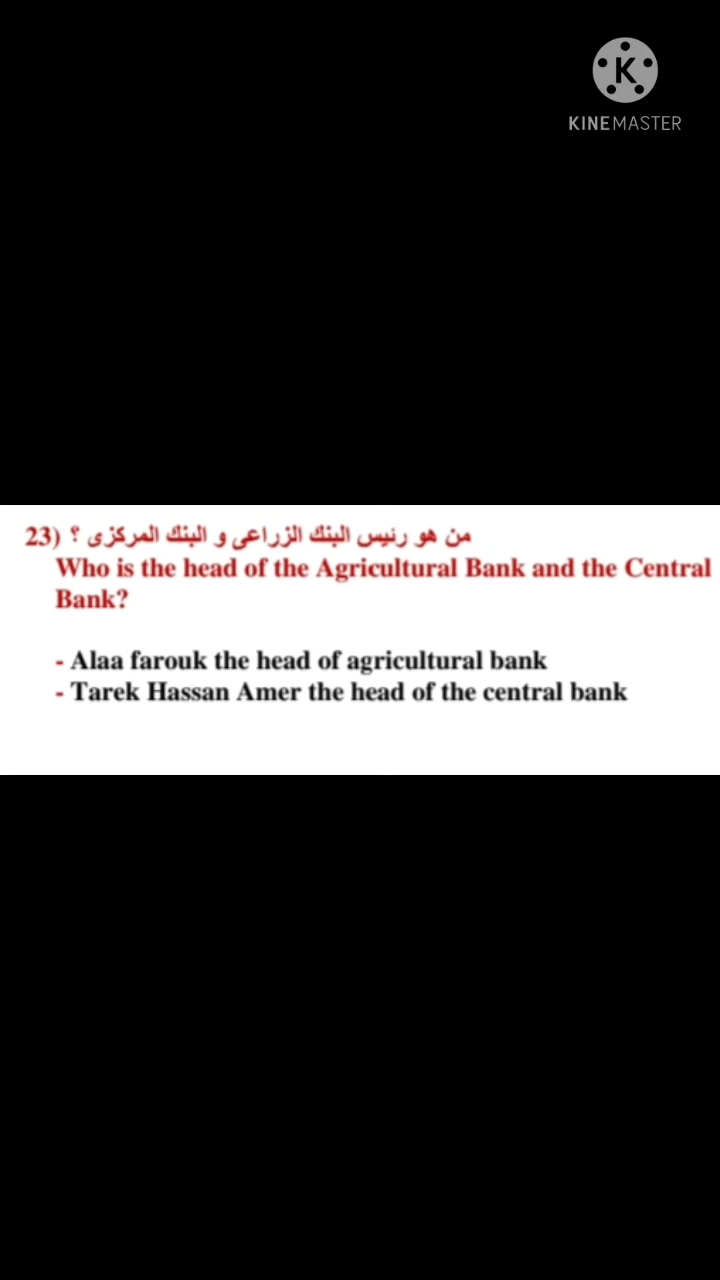 K
KINEMASTER
23) من هو رئيس البنك الزراعى و البنك المركزى ؟
Who is the head of the Agricultural Bank and the Central
Bank?
- Alaa farouk the head of agricultural bank
- Tarek Hassan Amer the head of the central bank